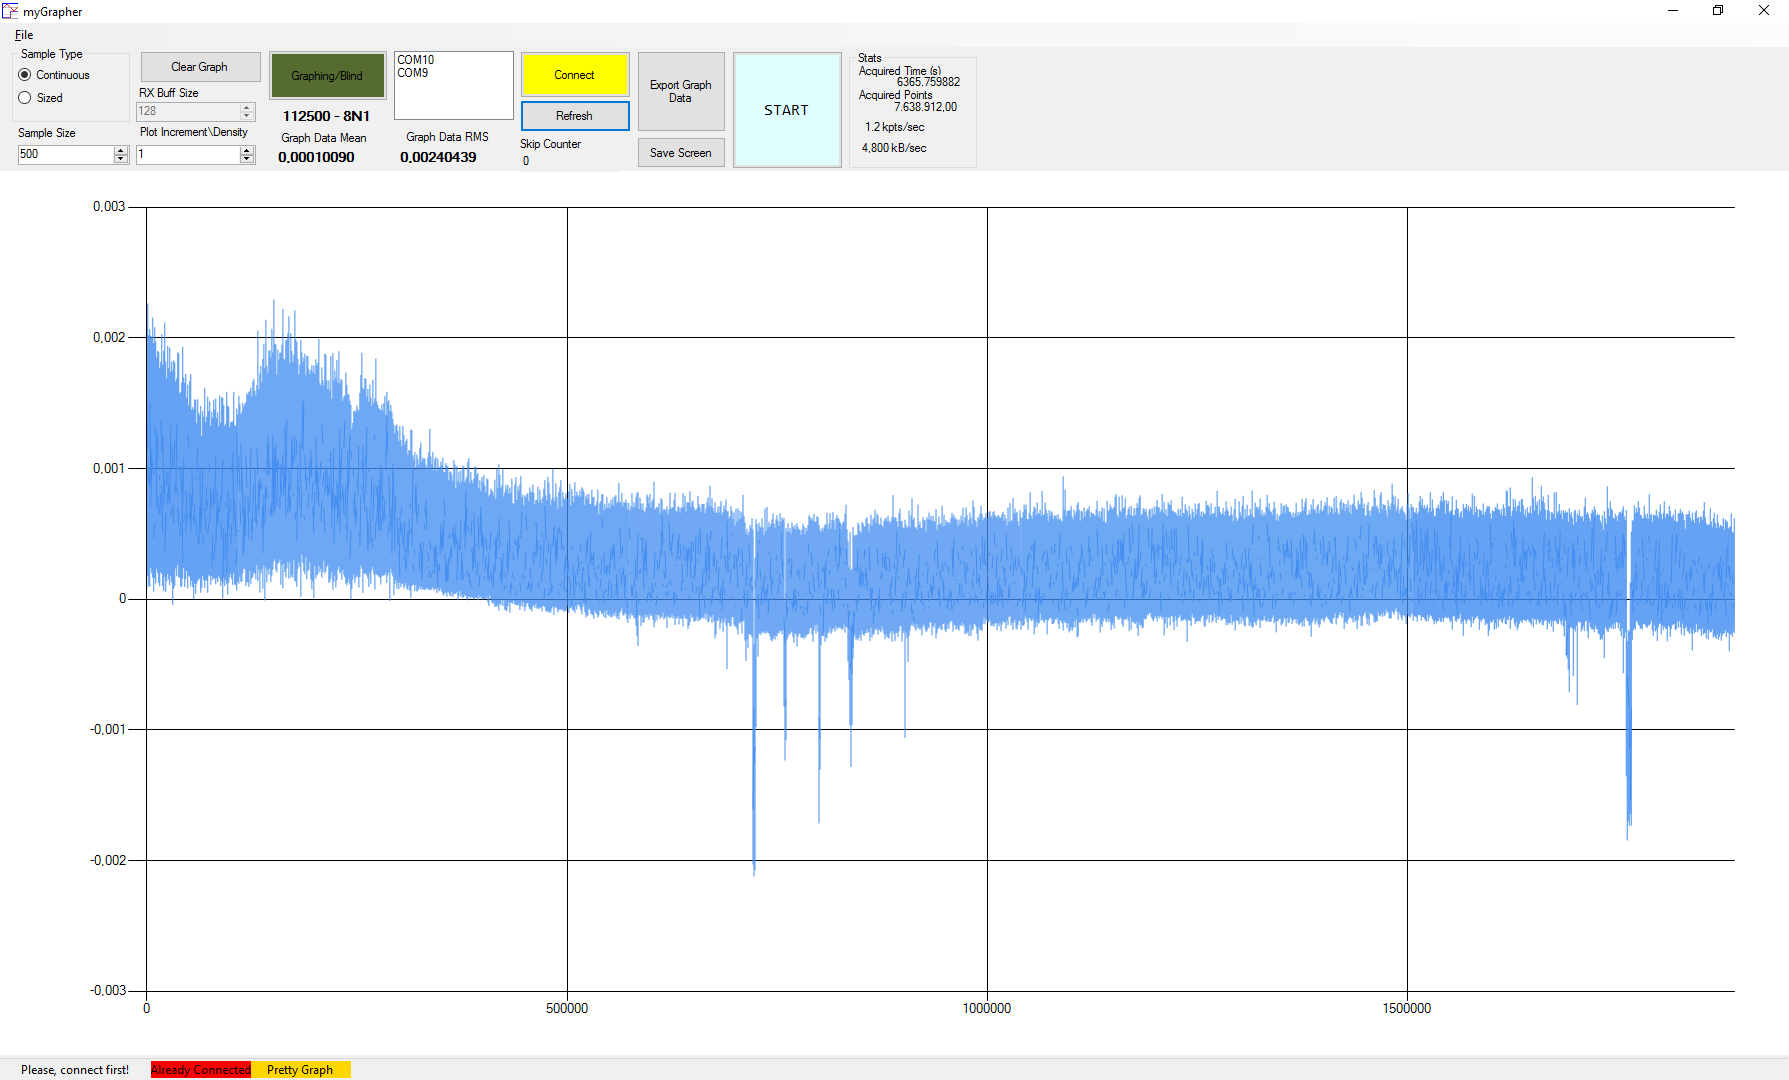 myGrapher
File
Sample Type
Continuous
Sized
Sample Size
500
Clear Graph
RX Buff Size
128
Plot Increment\Density
1
Graphing/Blind
112500 - 8N1
Graph Data Mean
0,00010090
COM10
COM9
Graph Data RMS
0,00240439
Connect
Refresh
Skip Counter
0
Export Graph Data
Save Screen
START
Stats
Acquired Time (s)
6365.759882
Acquired Points
7.638.912,00
1.2 kpts/sec
4,800 kB/sec
0,003
0,002
0,001
0
-0,001
-0,002
-0,003
0
500000
1000000
1500000
Please, connect first!
Already Connected
Pretty Graph